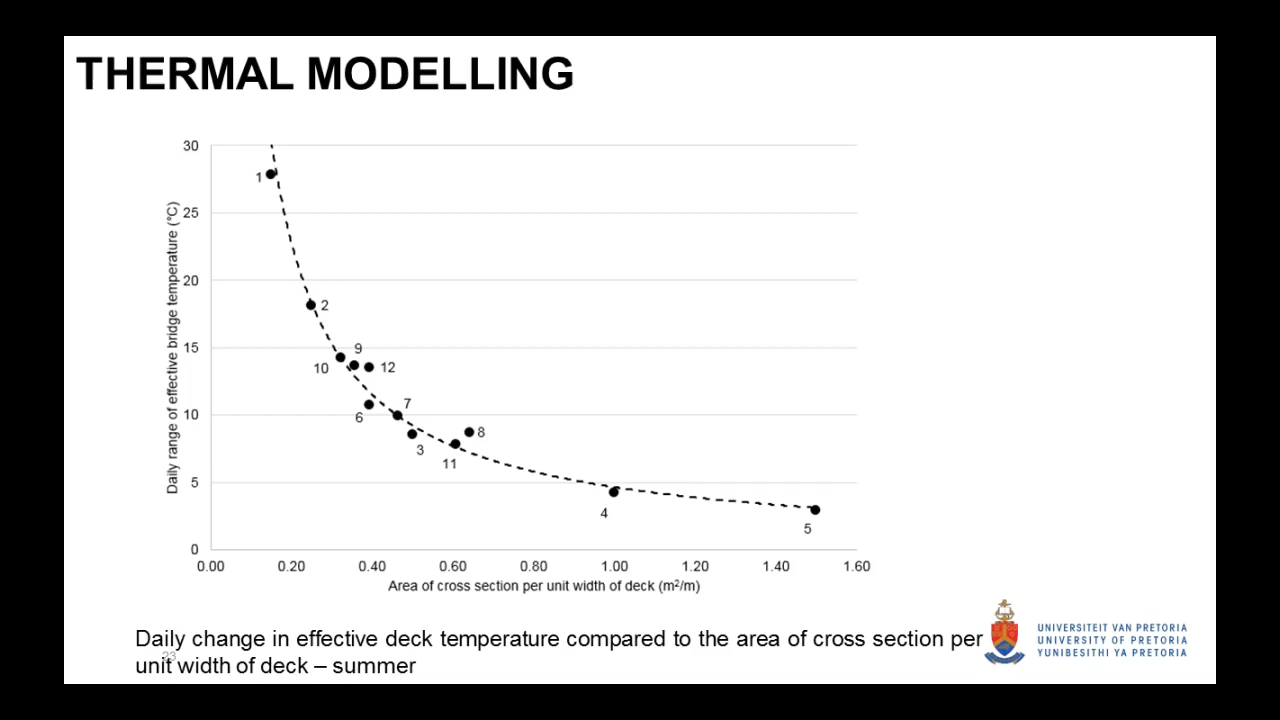 THERMAL MODELLING
30
25
20
15
10
5
0
Daily range of effective bridge temperature (°C)
1
2
9
10
12
7
6
8
3
11
4
5
0.00 0.20 0.40 0.60 0.80 1.00 1.20 1.40 1.60
Area of cross section per unit width of deck (m²/m)
Daily change in effective deck temperature compared to the area of cross section per
unit width of deck – summer
23
UNIVERSITEIT VAN PRETORIA
UNIVERSITY OF PRETORIA
YUNIBESITHI YA PRETORIA